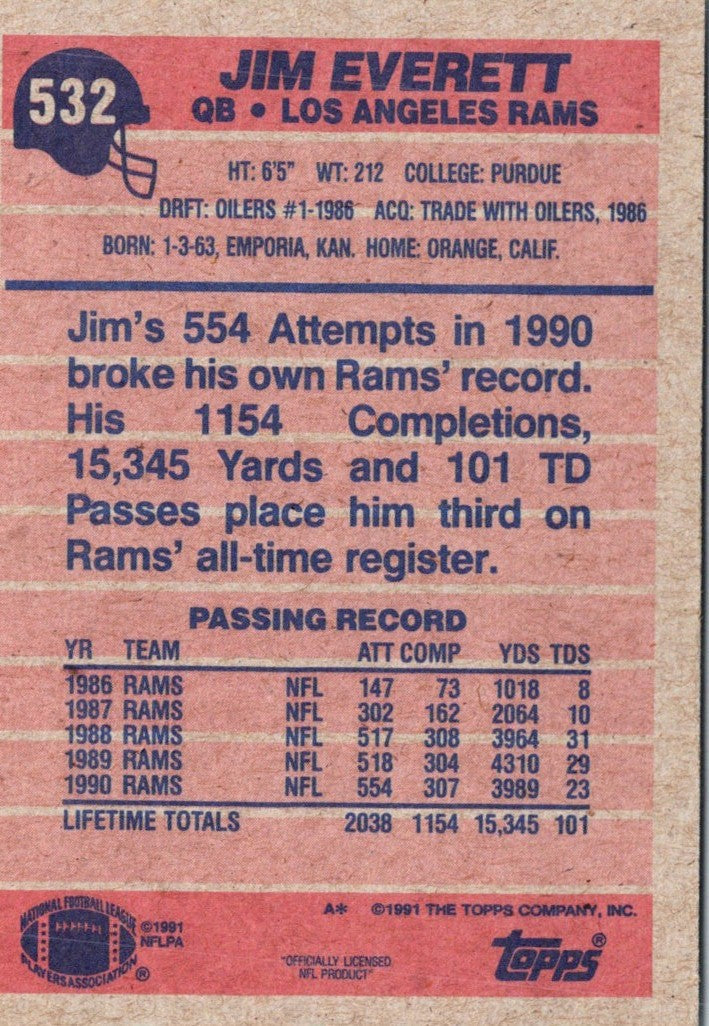 532
JIM EVERETT
QB • LOS ANGELES RAMS
HT: 6'5" WT: 212 COLLEGE: PURDUE
DRFT: OILERS #1-1986 ACQ: TRADE WITH OILERS, 1986
BORN: 1-3-63, EMPORIA, KAN. HOME: ORANGE, CALIF.
Jim's 554 Attempts in 1990
broke his own Rams' record.
His 1154 Completions,
15,345 Yards and 101 TD
Passes place him third on
Rams' all-time register.
PASSING RECORD
YR TEAM ATT COMP YDS TDS
1986 RAMS NFL 147 73 1018 8
1987 RAMS NFL 302 162 2064 10
1988 RAMS NFL 517 308 3964 31
1989 RAMS NFL 518 304 4310 29
1990 RAMS NFL 554 307 3989 23
LIFETIME TOTALS 2038 1154 15,345 101
A* ©1991 THE TOPPS COMPANY, INC.
NATIONAL FOOTBALL LEAGUE
PLAYERS ASSOCIATION ®
©1991
NFLPA
"OFFICIALLY LICENSED
NFL PRODUCT"
topps®